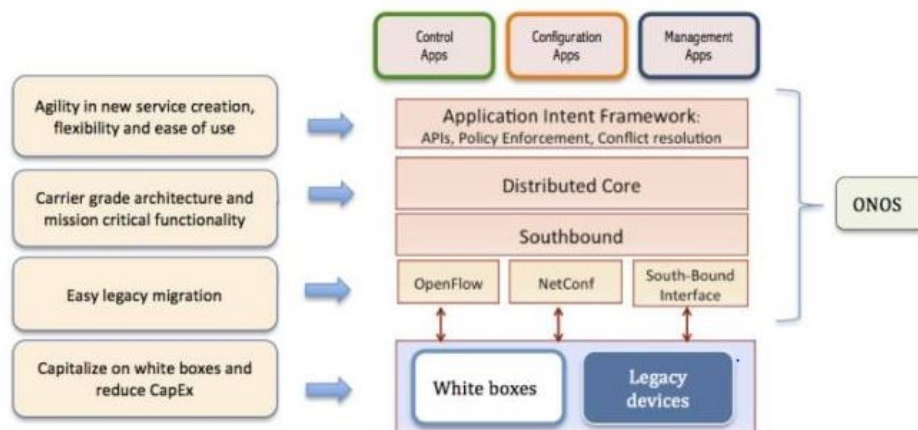 Control
Apps
Configuration
Apps
Management
Apps
Agility in new service creation,
flexibility and ease of use
Application Intent Framework:
APIs, Policy Enforcement, Conflict resolution
Carrier grade architecture and
mission critical functionality
Distributed Core
ONOS
Southbound
Easy legacy migration
OpenFlow
NetConf
South-Bound
Interface
Capitalize on white boxes and
reduce CapEx
White boxes
Legacy
devices